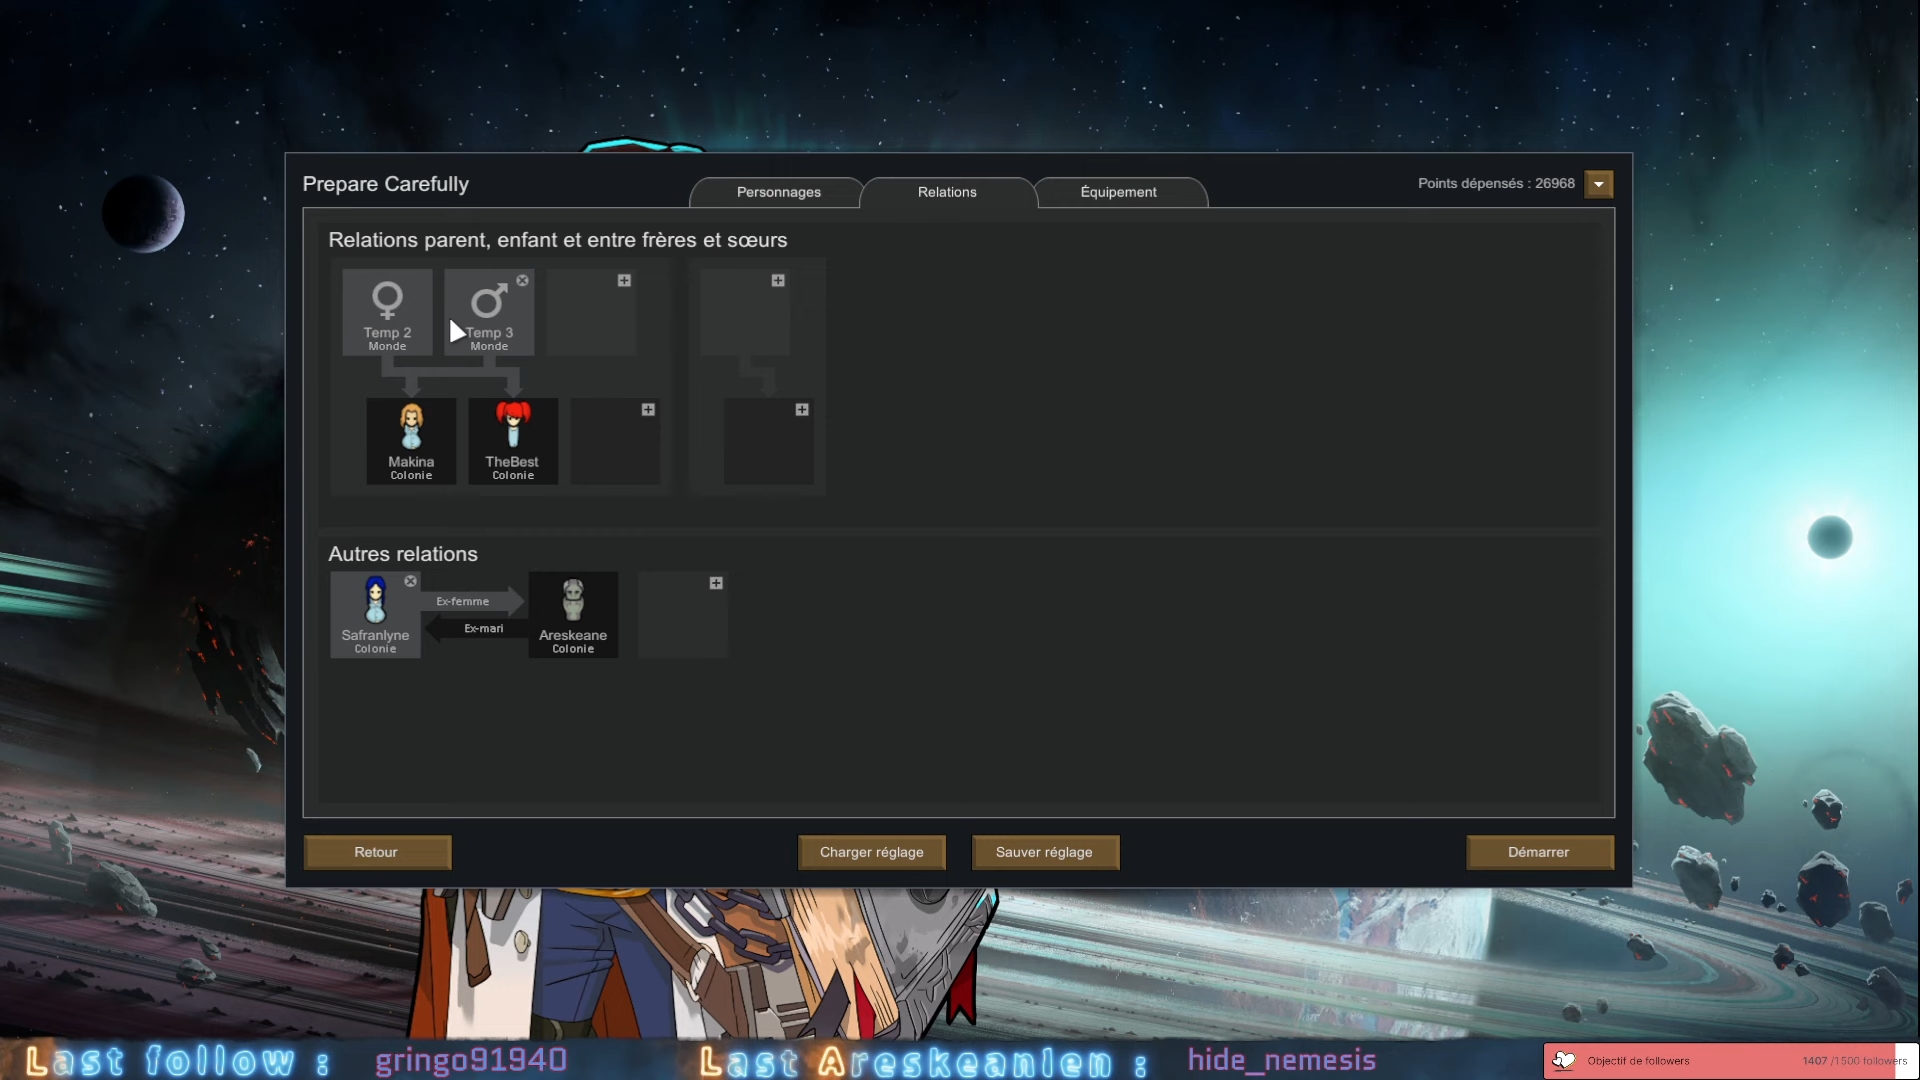 Prepare Carefully
Personnages
Relations
Équipement
Points dépensés : 26968
Relations parent, enfant et entre frères et sœurs
Temp 2
Monde
Temp 3
Monde
Makina
Colonie
TheBest
Colonie
Autres relations
Safranlyne
Colonie
Ex-femme
Ex-mari
Areskeane
Colonie
Retour
Charger réglage
Sauver réglage
Démarrer
Last follow : gringo91940
Last Areskeanien : hide_nemesis
Objectif de followers 1407 /1500 followers